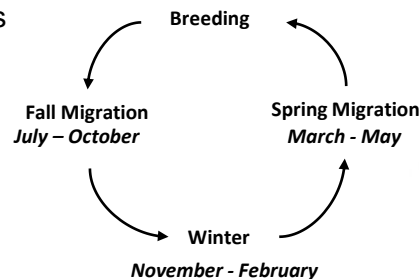 s
Breeding
Fall Migration
July – October
Spring Migration
March - May
Winter
November - February